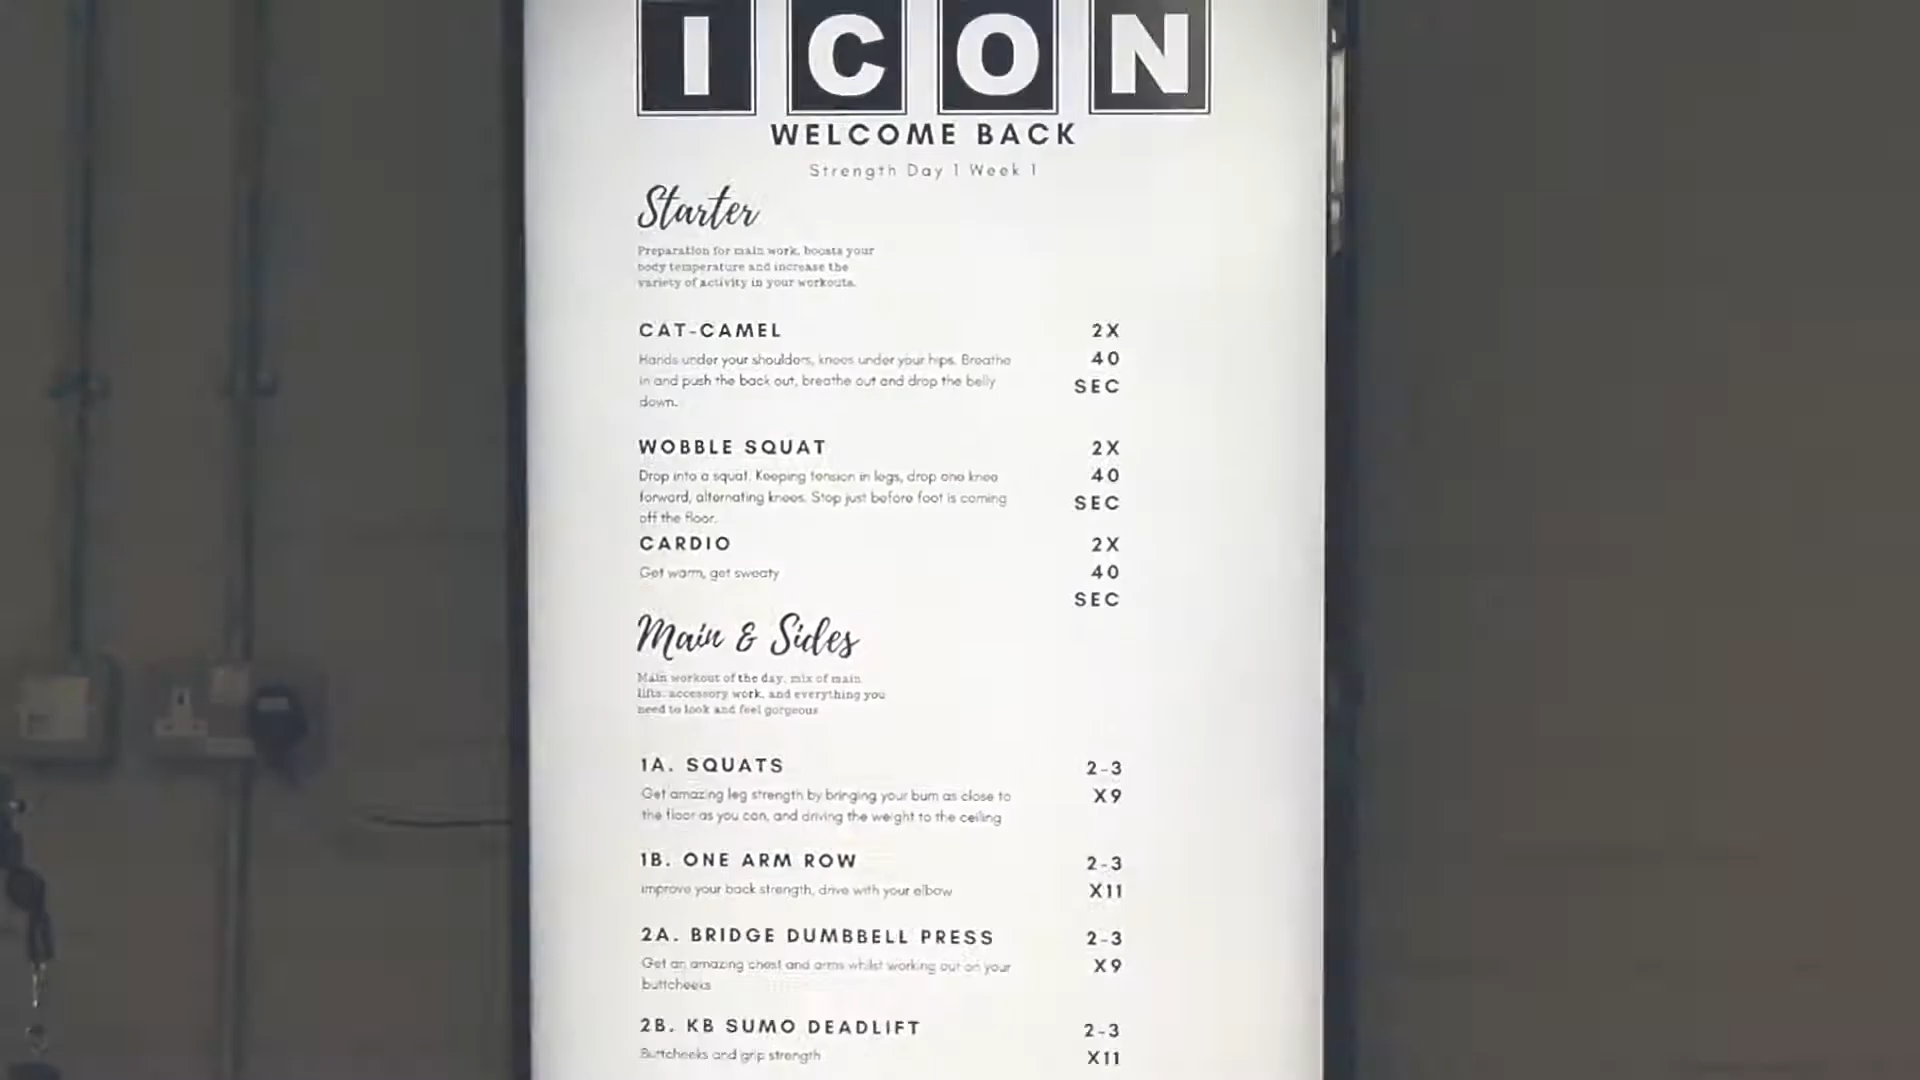 ICON
WELCOME BACK
Strength Day 1 Week 1
Starter
Preparation for main work, boosts your
body temperature and increase the
variety of activity in your workouts.
CAT-CAMEL
2X
40
SEC
Hands under your shoulders, knees under your hips. Breathe
in and push the back out, breathe out and drop the belly
down.
WOBBLE SQUAT
2X
40
SEC
Drop into a squat. Keeping tension in legs, drop one knee
forward, alternating knees. Stop just before foot is coming
off the floor.
CARDIO
2X
40
SEC
Get warm, get sweaty
Main & Sides
Main workout of the day, mix of main
lifts, accessory work, and everything you
need to look and feel gorgeous
1A. SQUATS
2-3
X9
Get amazing leg strength by bringing your bum as close to
the floor as you can, and driving the weight to the ceiling
1B. ONE ARM ROW
2-3
X11
improve your back strength, drive with your elbow
2A. BRIDGE DUMBBELL PRESS
2-3
X9
Get an amazing chest and arms whilst working out on your
buttcheeks
2B. KB SUMO DEADLIFT
2-3
X11
Buttcheeks and grip strength